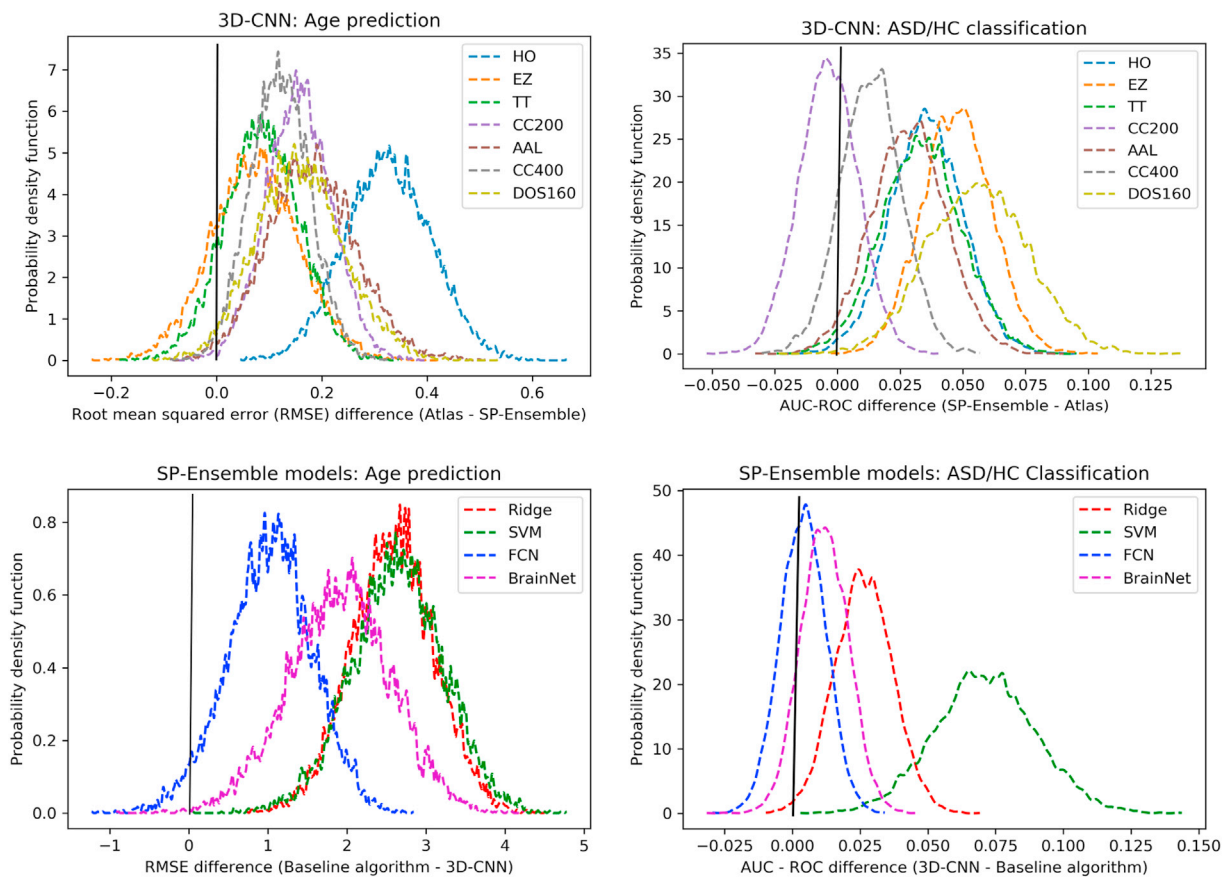 3D-CNN: Age prediction
Probability density function
7
6
5
4
3
2
1
0
HO
EZ
TT
CC200
AAL
CC400
DOS160
−0.2 0.0 0.2 0.4 0.6
Root mean squared error (RMSE) difference (Atlas - SP-Ensemble)
3D-CNN: ASD/HC classification
Probability density function
35
30
25
20
15
10
5
0
HO
EZ
TT
CC200
AAL
CC400
DOS160
−0.050 −0.025 0.000 0.025 0.050 0.075 0.100 0.125
AUC-ROC difference (SP-Ensemble - Atlas)
SP-Ensemble models: Age prediction
Probability density function
0.8
0.6
0.4
0.2
0.0
Ridge
SVM
FCN
BrainNet
−1 0 1 2 3 4 5
RMSE difference (Baseline algorithm - 3D-CNN)
SP-Ensemble models: ASD/HC Classification
Probability density function
50
40
30
20
10
0
Ridge
SVM
FCN
BrainNet
−0.025 0.000 0.025 0.050 0.075 0.100 0.125 0.150
AUC - ROC difference (3D-CNN - Baseline algorithm)